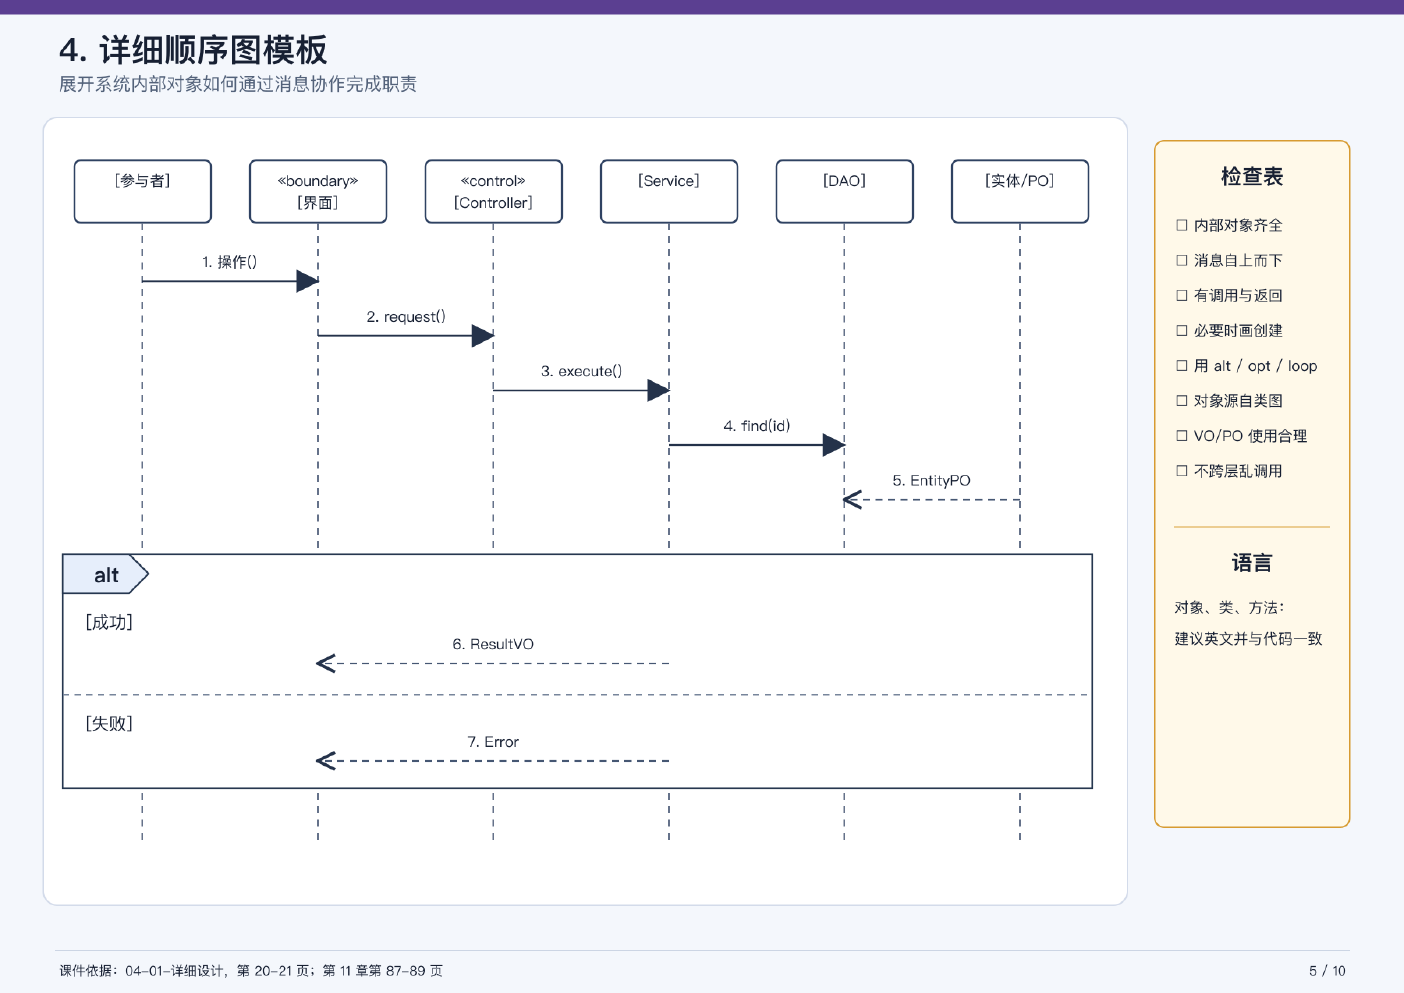 4. 详细顺序图模板
展开系统内部对象如何通过消息协作完成职责
[参与者]
«boundary»
[界面]
«control»
[Controller]
[Service]
[DAO]
[实体/PO]
1. 操作()
2. request()
3. execute()
4. find(id)
5. EntityPO
alt
[成功]
6. ResultVO
[失败]
7. Error
检查表
□ 内部对象齐全
□ 消息自上而下
□ 有调用与返回
□ 必要时画创建
□ 用 alt / opt / loop
□ 对象源自类图
□ VO/PO 使用合理
□ 不跨层乱调用
语言
对象、类、方法：
建议英文并与代码一致
课件依据：04-01-详细设计，第 20-21 页；第 11 章第 87-89 页
5 / 10